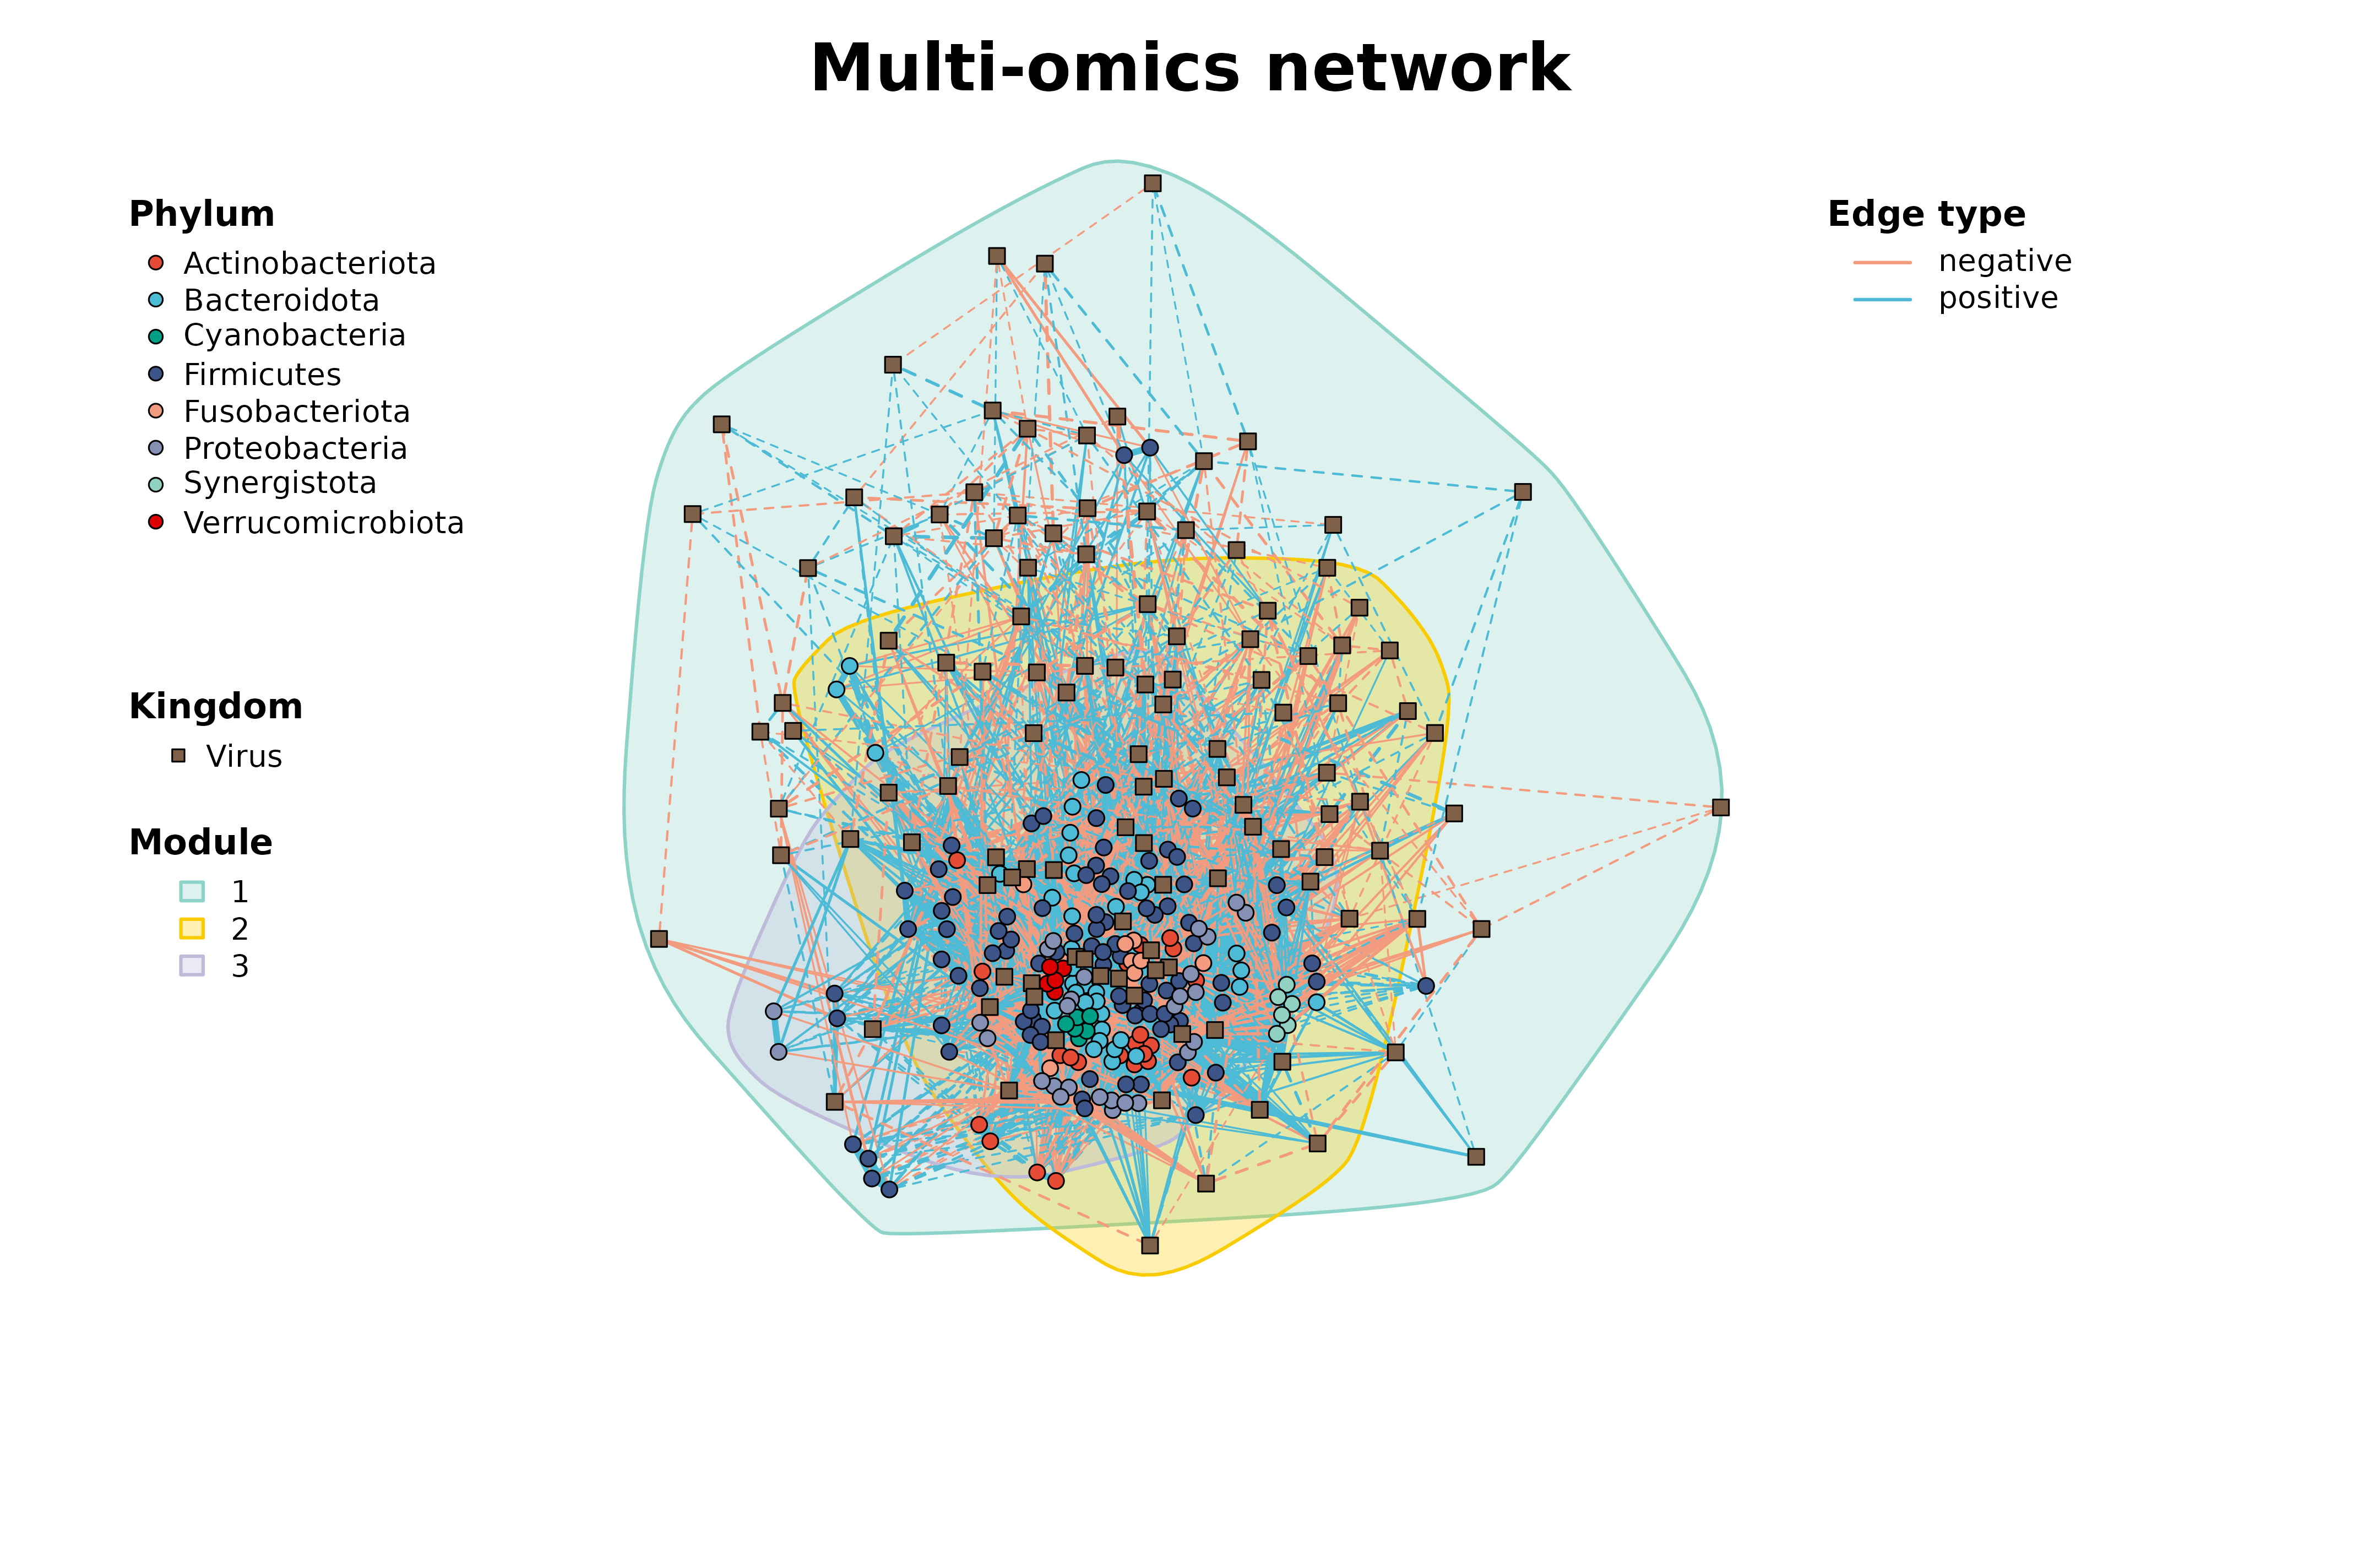 Multi-omics network
Phylum
Actinobacteriota
Bacteroidota
Cyanobacteria
Firmicutes
Fusobacteriota
Proteobacteria
Synergistota
Verrucomicrobiota
Kingdom
Virus
Module
1
2
3
Edge type
negative
positive